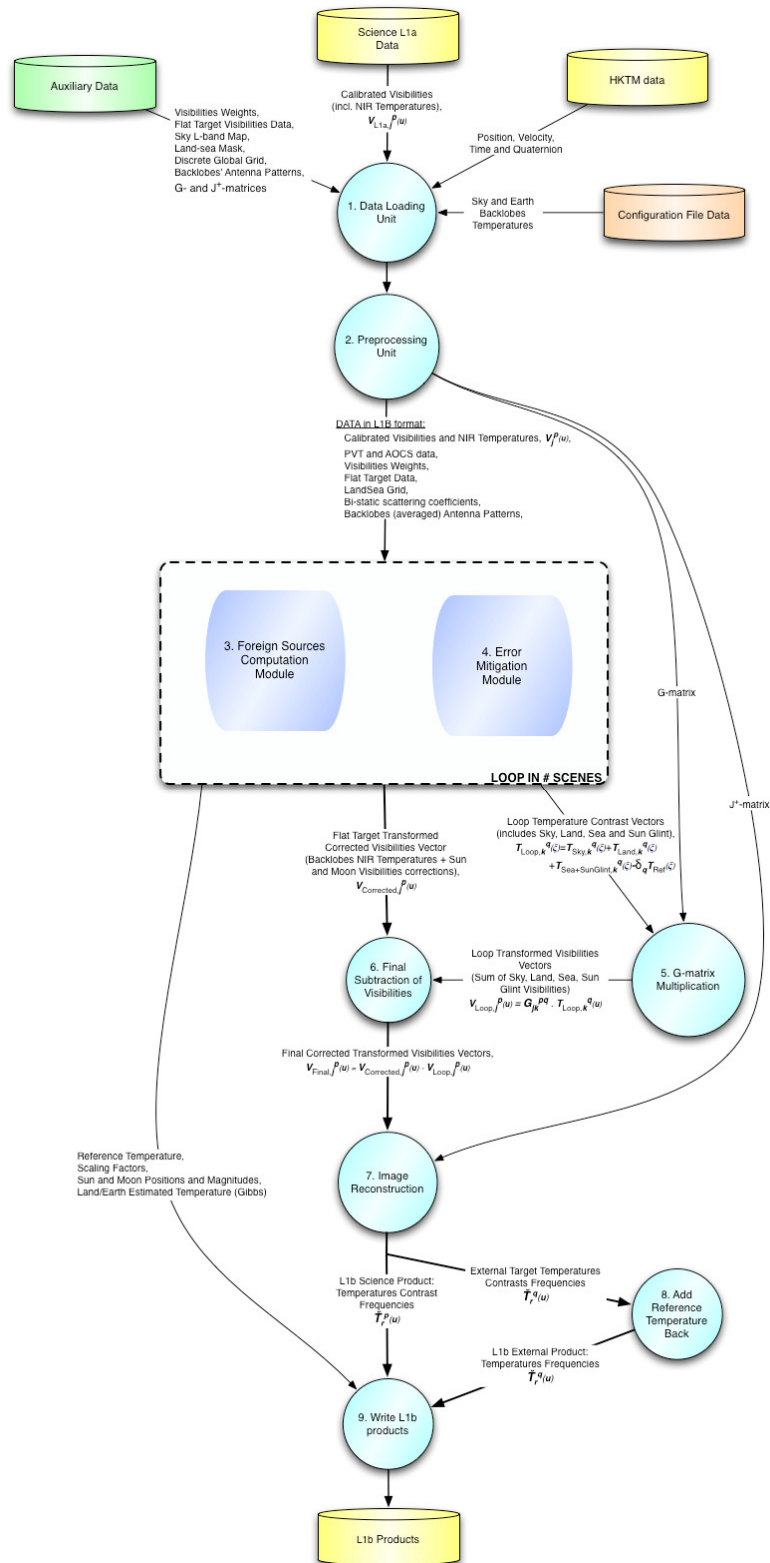 Science L1a
Data
Auxiliary Data
HKTM data
Calibrated Visibilities
(incl. NIR Temperatures),
V_L1a,j^p(u)
Visibilities Weights,
Flat Target Visibilities Data,
Sky L-band Map,
Land-sea Mask,
Discrete Global Grid,
Backlobes' Antenna Patterns,
G- and J⁺-matrices
Position, Velocity,
Time and Quaternion
1. Data Loading
Unit
Sky and Earth
Backlobes
Temperatures
Configuration File Data
2. Preprocessing
Unit
DATA in L1B format:
Calibrated Visibilities and NIR Temperatures, V_j^p(u),
PVT and AOCS data,
Visibilities Weights,
Flat Target Data,
LandSea Grid,
Bi-static scattering coefficients,
Backlobes (averaged) Antenna Patterns,
3. Foreign Sources
Computation
Module
4. Error
Mitigation
Module
G-matrix
LOOP IN # SCENES
J⁺-matrix
Flat Target Transformed
Corrected Visibilities Vector
(Backlobes NIR Temperatures + Sun
and Moon Visibilities corrections),
V_Corrected,j^p(u)
Loop Temperature Contrast Vectors
(includes Sky, Land, Sea and Sun Glint),
T_Loop,k^q(ξ)=T_Sky,k^q(ξ)+T_Land,k^q(ξ)
+T_Sea+SunGlint,k^q(ξ)-δ_q T_Ref(ξ)
6. Final
Subtraction of
Visibilities
Loop Transformed Visibilities
Vectors
(Sum of Sky, Land, Sea, Sun
Glint Visibilities)
V_Loop,j^p(u) = G_jk^pq . T_Loop,k^q(u)
5. G-matrix
Multiplication
Final Corrected Transformed Visibilities Vectors,
V_Final,j^p(u) = V_Corrected,j^p(u) - V_Loop,j^p(u)
Reference Temperature,
Scaling Factors,
Sun and Moon Positions and Magnitudes,
Land/Earth Estimated Temperature (Gibbs)
7. Image
Reconstruction
L1b Science Product:
Temperatures Contrast
Frequencies
T̆_r^p(u)
External Target Temperatures
Contrasts Frequencies
T̆_r^q(u)
8. Add
Reference
Temperature
Back
L1b External Product:
Temperatures Frequencies
T̆_r^q(u)
9. Write L1b
products
L1b Products